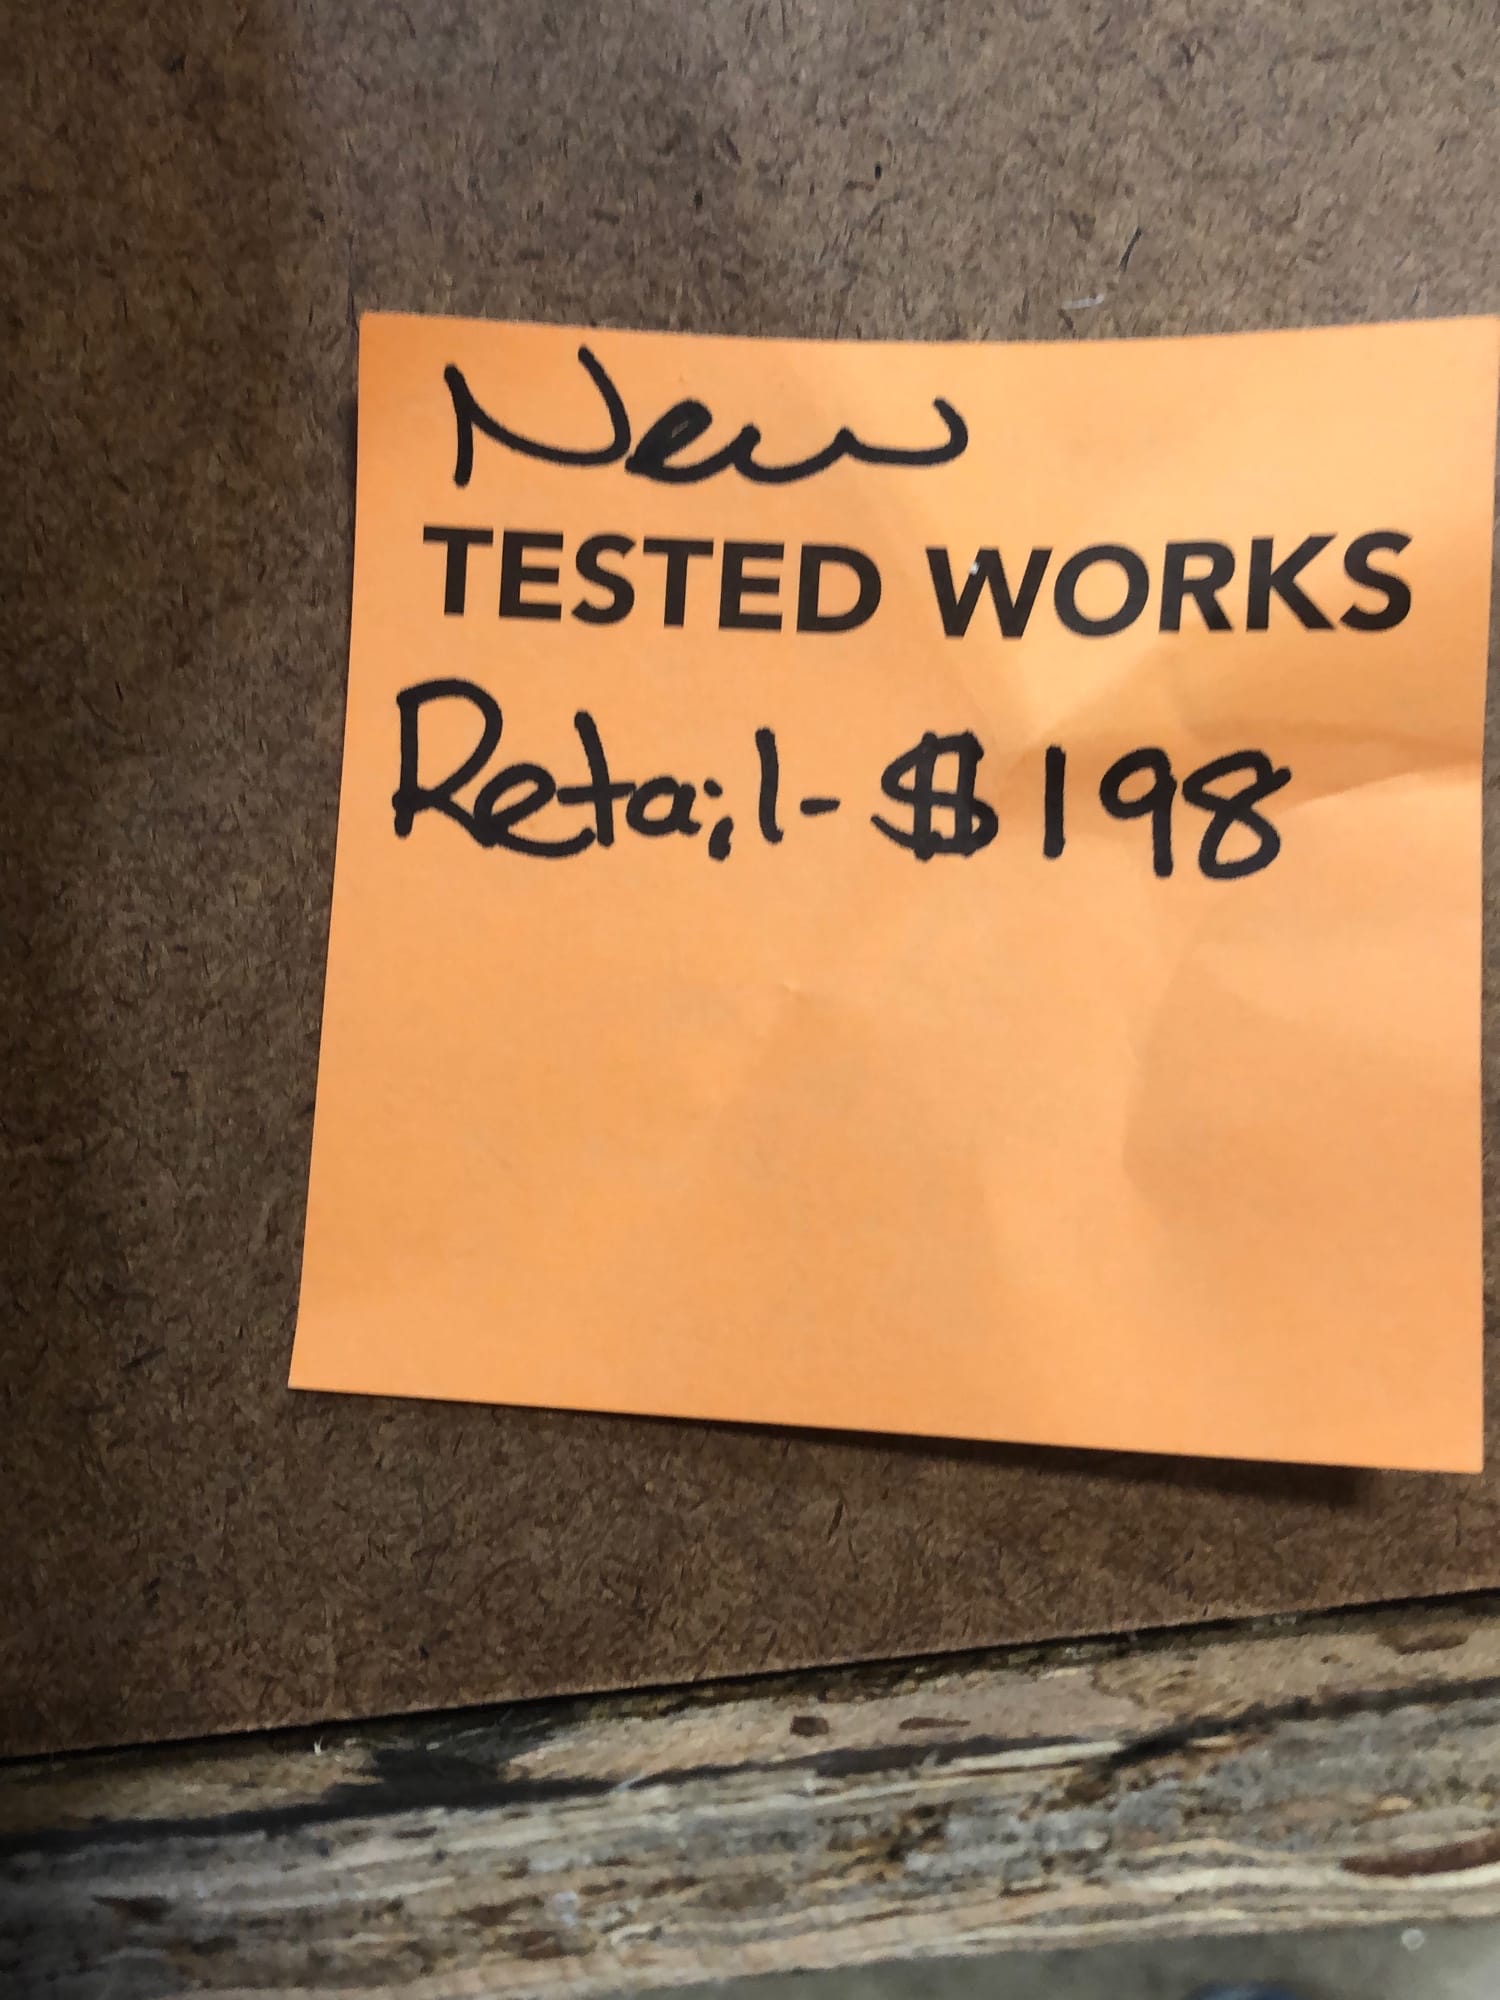 New
TESTED WORKS
Retail- $198